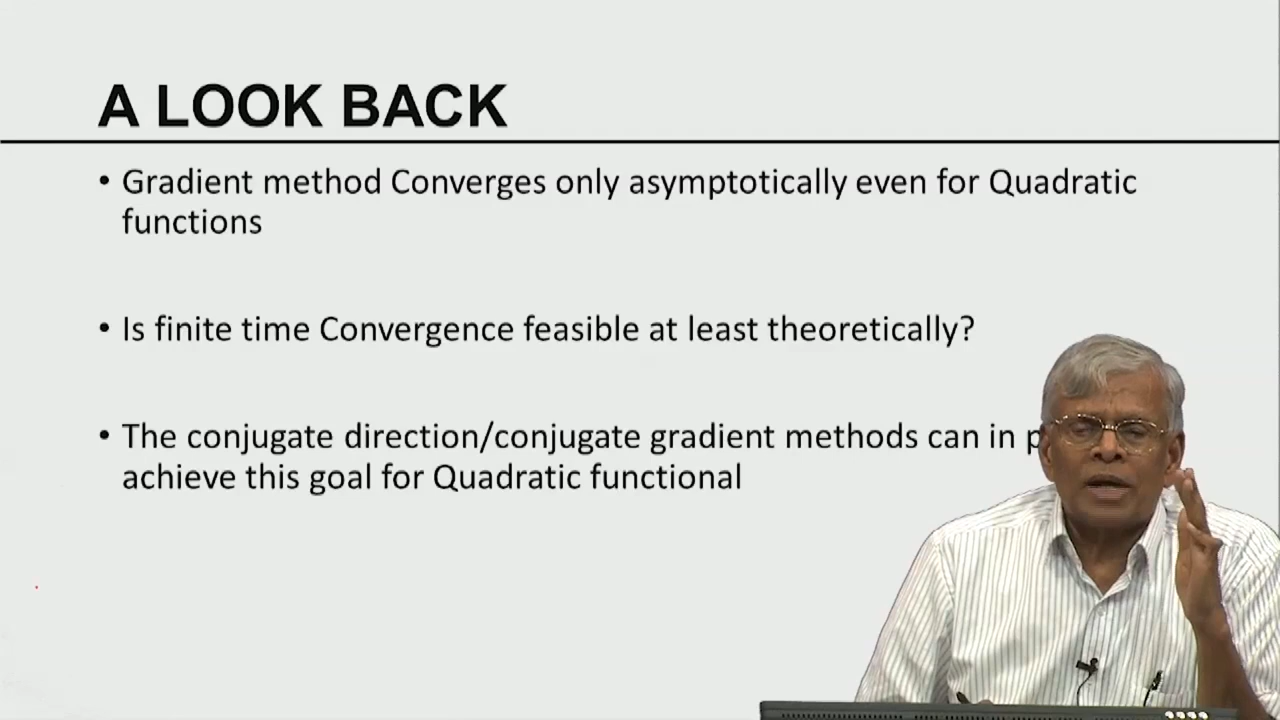 A LOOK BACK
• Gradient method Converges only asymptotically even for Quadratic
functions
• Is finite time Convergence feasible at least theoretically?
• The conjugate direction/conjugate gradient methods can in
achieve this goal for Quadratic functional